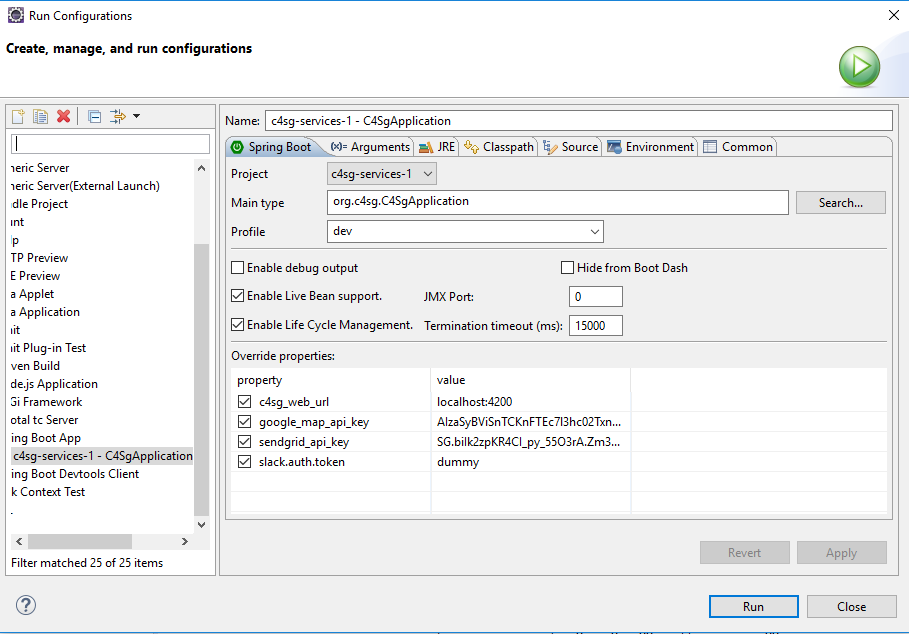 Run Configurations
Create, manage, and run configurations
Name: c4sg-services-1 - C4SgApplication
Spring Boot (x)= Arguments JRE Classpath Source Environment Common
Project c4sg-services-1
Main type org.c4sg.C4SgApplication Search...
Profile dev
Enable debug output Hide from Boot Dash
Enable Live Bean support. JMX Port: 0
Enable Life Cycle Management. Termination timeout (ms): 15000
Override properties:
property value
c4sg_web_url localhost:4200
google_map_api_key
sendgrid_api_key
slack.auth.token dummy
neric Server
neric Server(External Launch)
dle Project
int
lp
TP Preview
E Preview
a Applet
a Application
nit
nit Plug-in Test
ven Build
de.js Application
Gi Framework
otal tc Server
ing Boot App
c4sg-services-1 - C4SgApplication
ing Boot Devtools Client
k Context Test
Filter matched 25 of 25 items
Revert Apply
Run Close